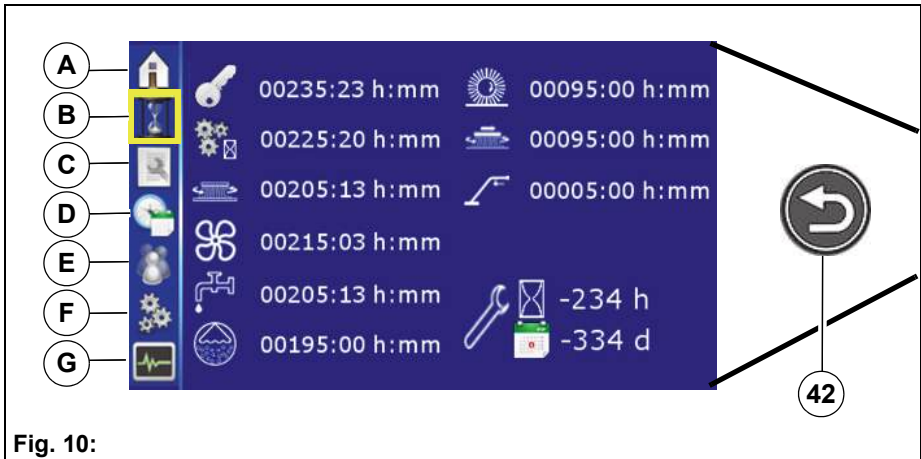 A
B
C
D
E
F
G
00235:23 h:mm
00095:00 h:mm
00225:20 h:mm
00095:00 h:mm
00205:13 h:mm
00005:00 h:mm
00215:03 h:mm
00205:13 h:mm
-234 h
00195:00 h:mm
-334 d
42
Fig. 10: